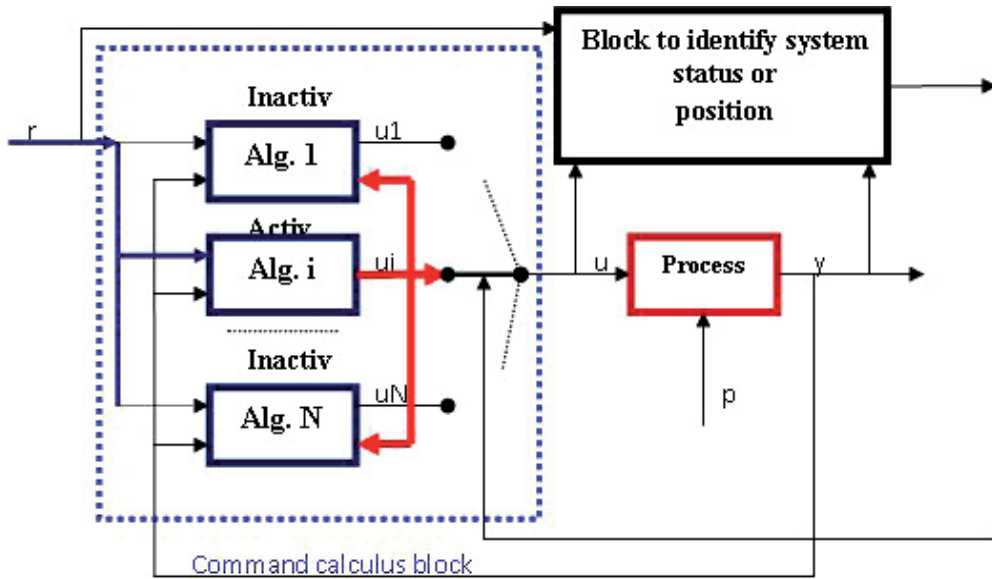 Block to identify system
status or
position
r
Inactiv
Alg. 1
u1
Activ
Alg. i
ui
Inactiv
Alg. N
uN
u
Process
y
p
Command calculus block